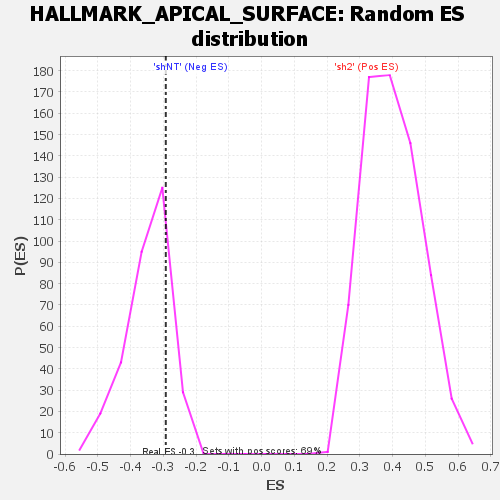 HALLMARK_APICAL_SURFACE: Random ES
distribution
'shNT' (Neg ES)
'sh2' (Pos ES)
180
170
160
150
140
130
120
110
100
90
80
70
60
50
40
30
20
10
0
P(ES)
Real ES -0.3
Sets with pos scores: 69%
-0.6 -0.5 -0.4 -0.3 -0.2 -0.1 0.0 0.1 0.2 0.3 0.4 0.5 0.6 0.7
ES